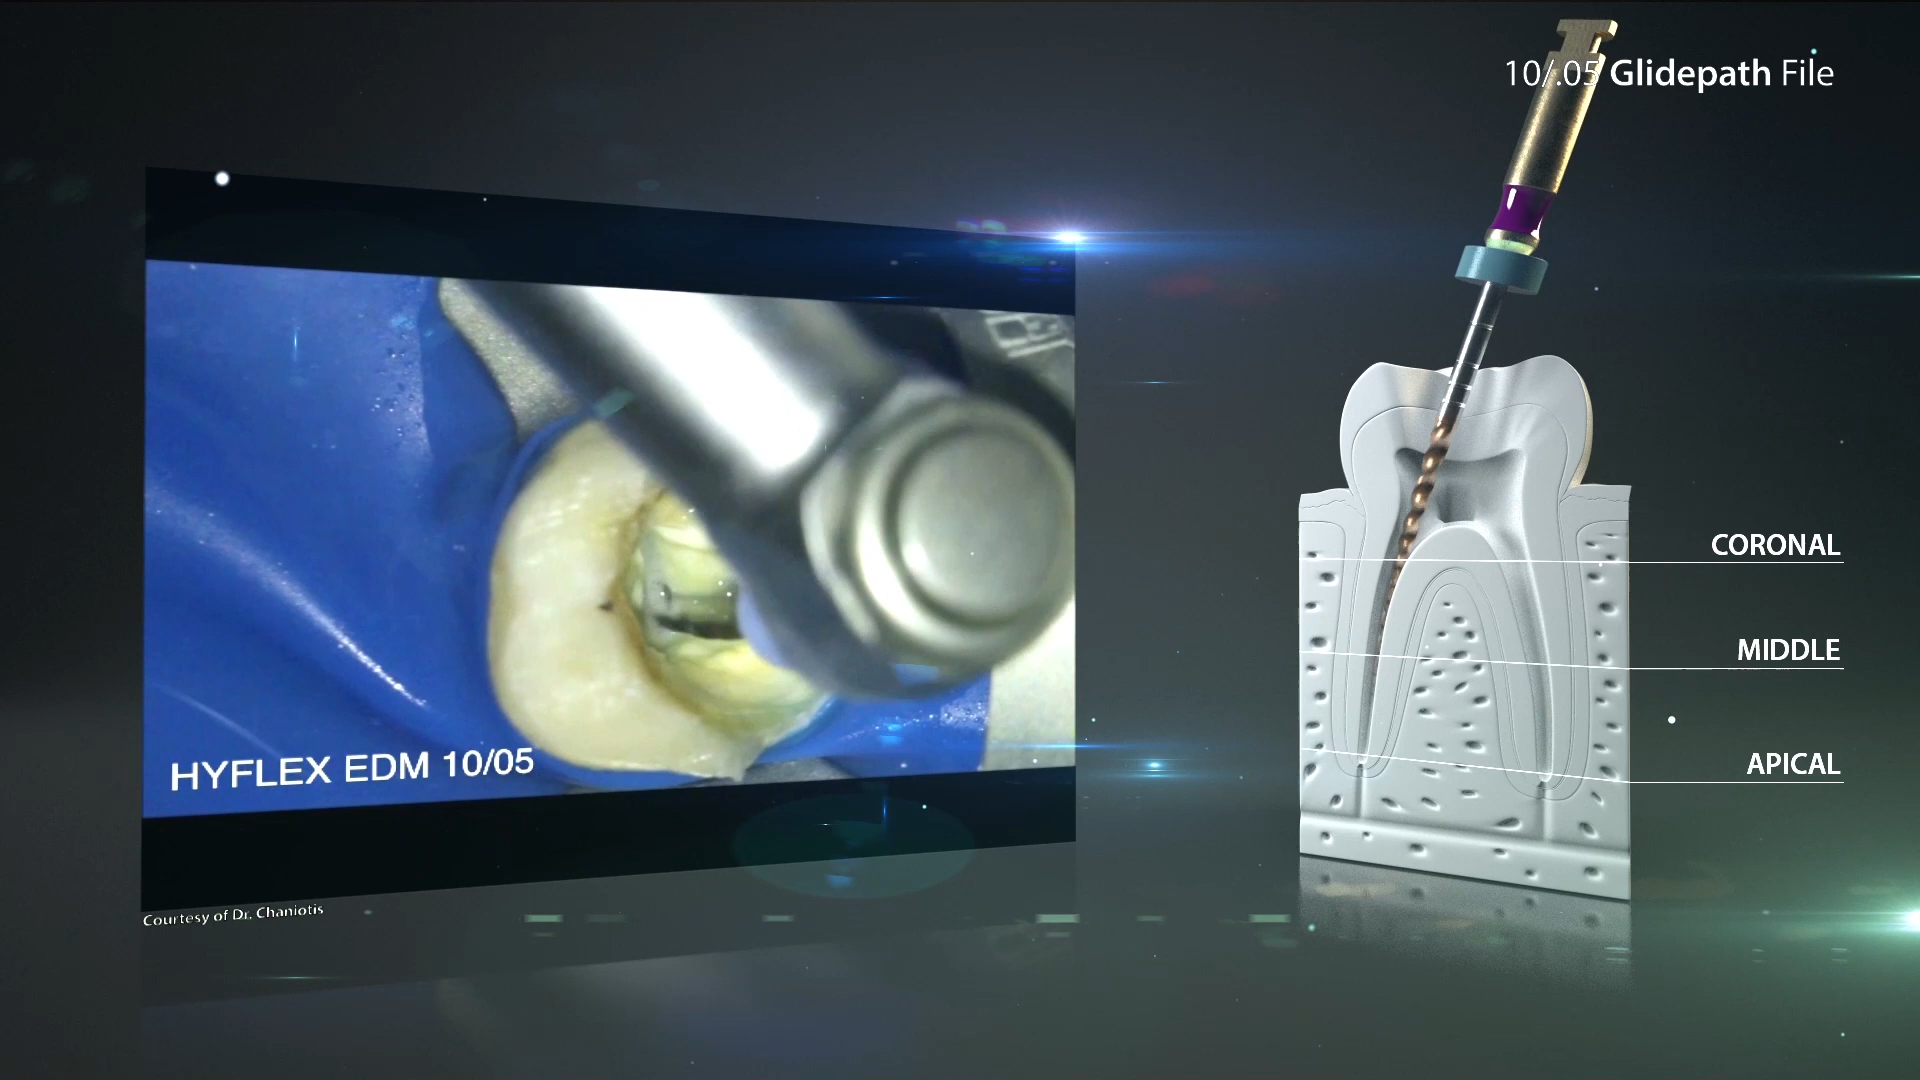 10/.05 Glidepath File
HYFLEX EDM 10/05
Courtesy of Dr. Chaniotis
CORONAL
MIDDLE
APICAL